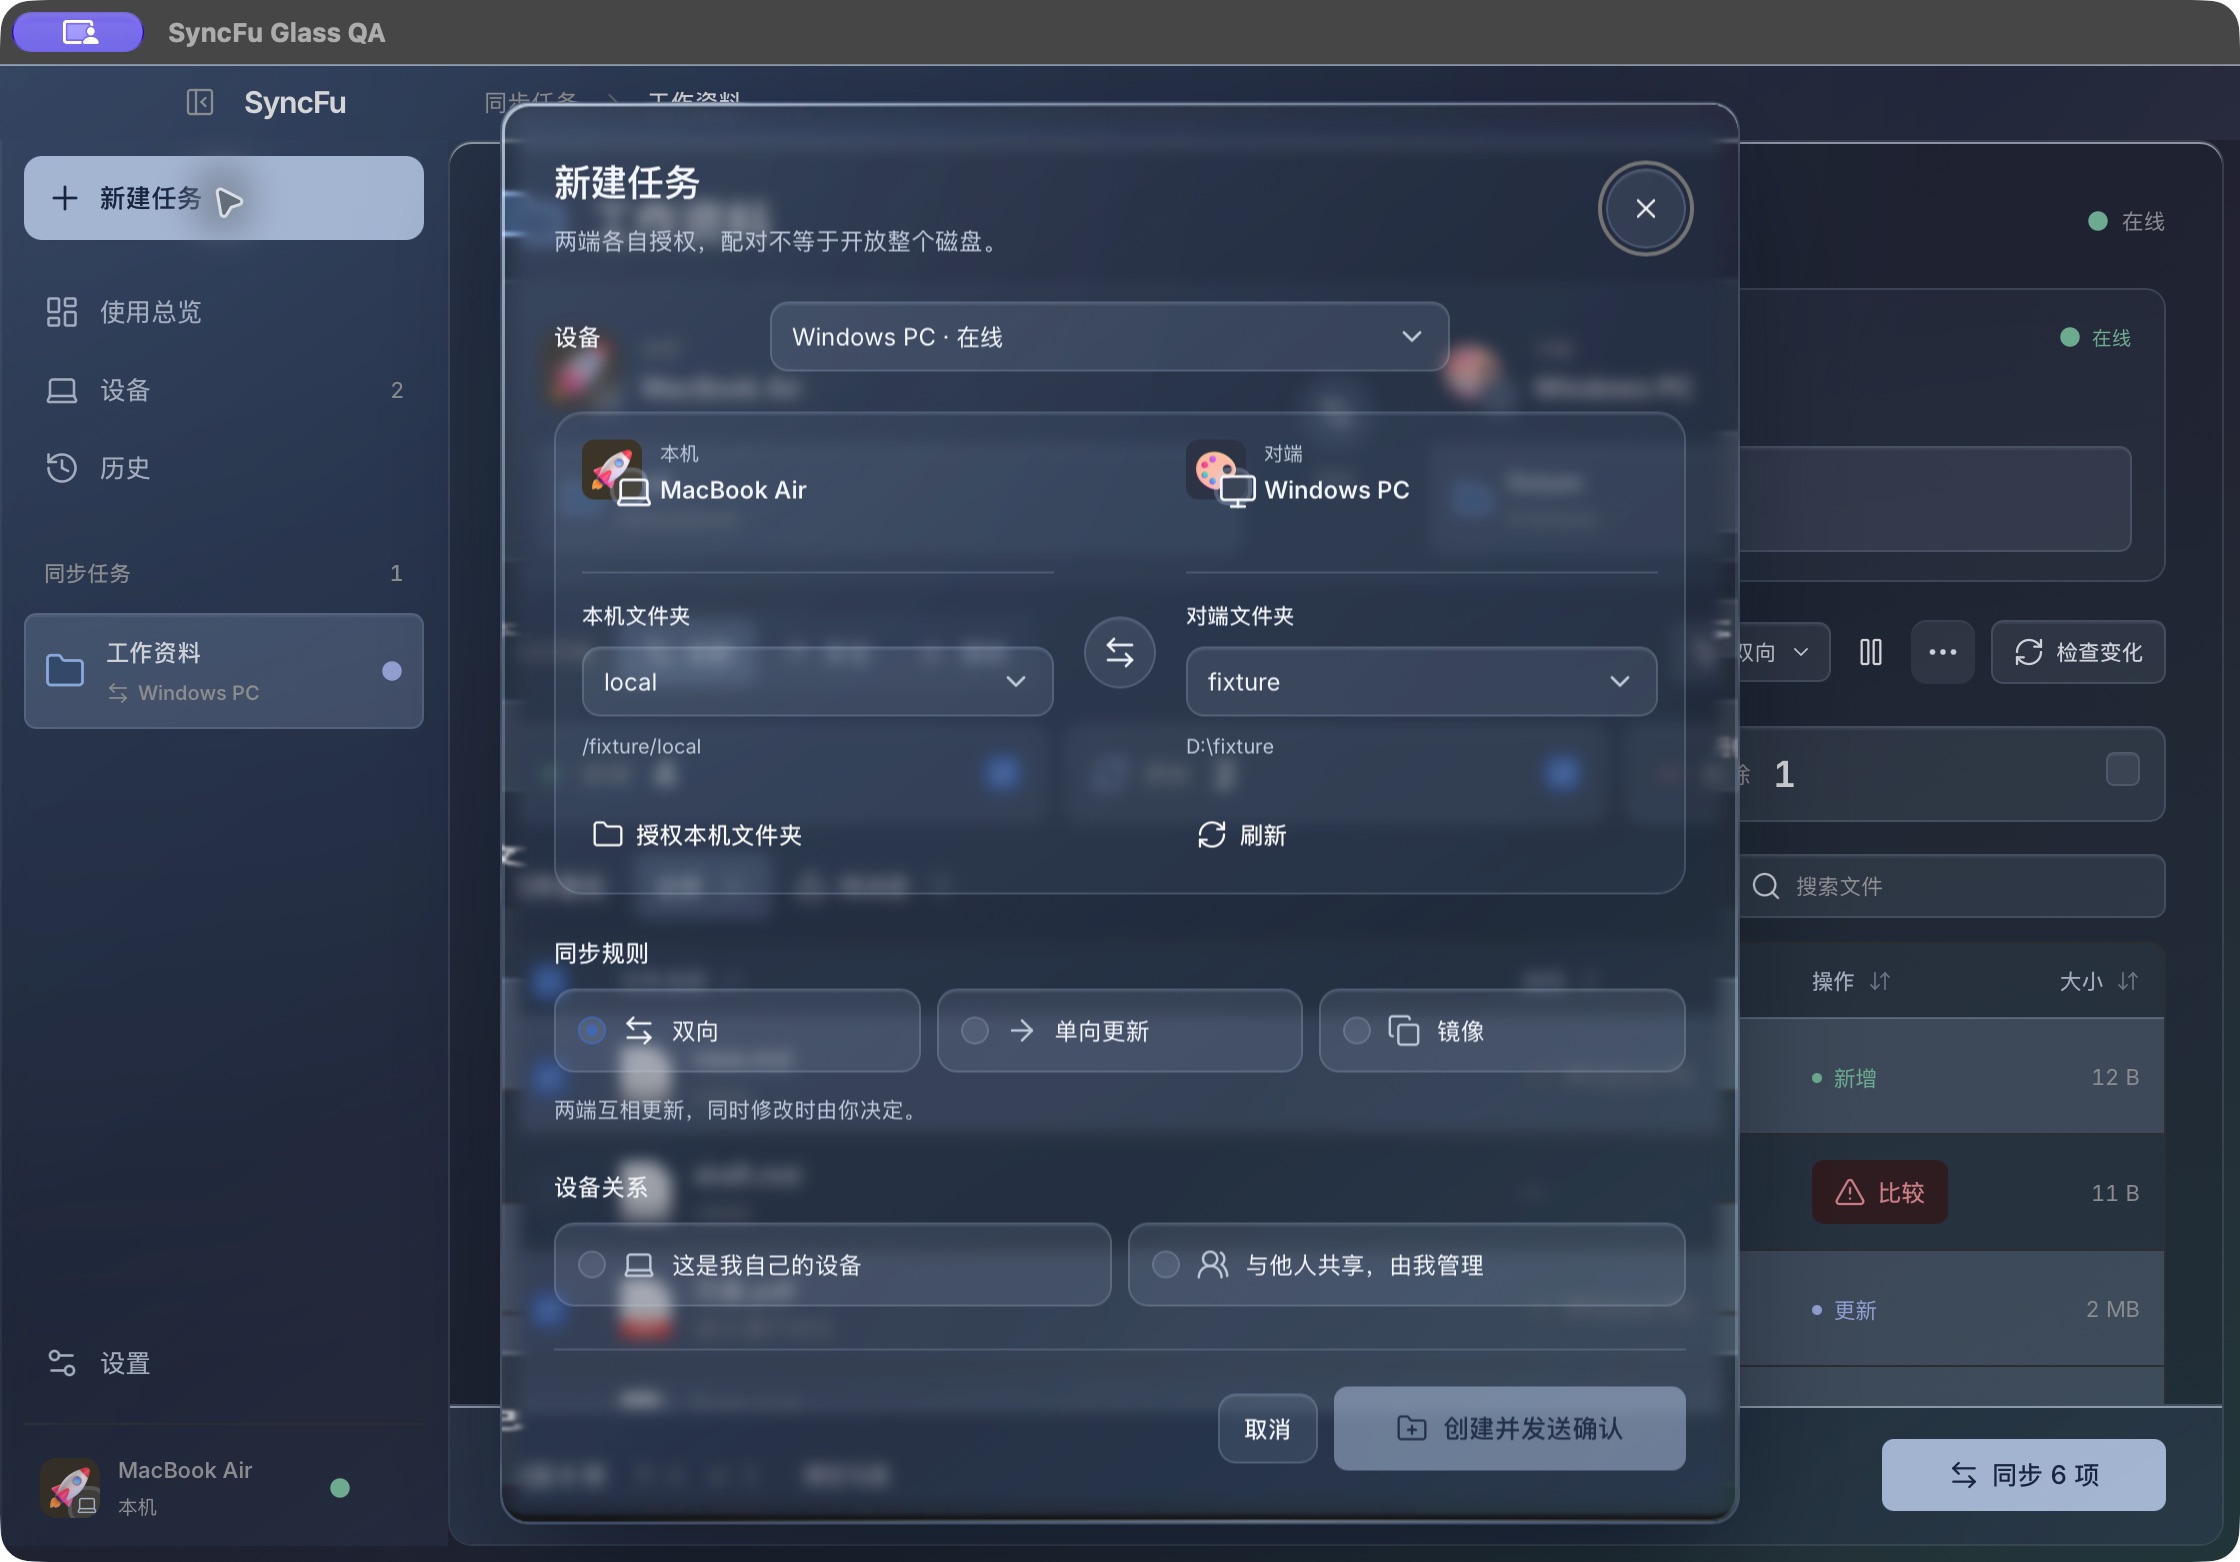 SyncFu Glass QA
SyncFu
同步任务 工作资料
新建任务
使用总览
设备 2
历史
同步任务 1
工作资料
Windows PC
设置
MacBook Air
本机
新建任务
两端各自授权，配对不等于开放整个磁盘。
设备
Windows PC · 在线
本机
MacBook Air
对端
Windows PC
本机文件夹
local
/fixture/local
授权本机文件夹
对端文件夹
fixture
D:\fixture
刷新
同步规则
双向
单向更新
镜像
两端互相更新，同时修改时由你决定。
设备关系
这是我自己的设备
与他人共享，由我管理
取消
创建并发送确认
在线
在线
双向
检查变化
除 1
搜索文件
操作 大小
新增 12 B
比较 11 B
更新 2 MB
同步 6 项